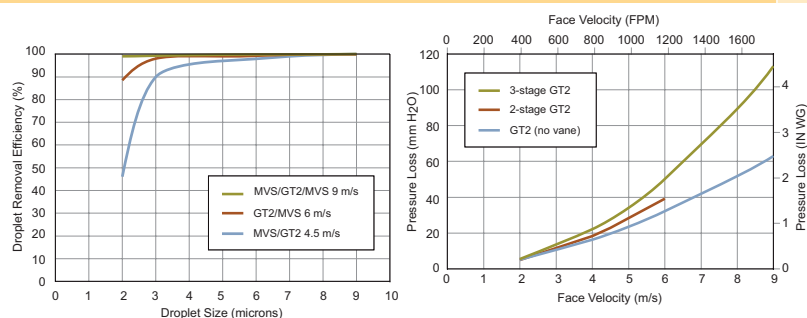 100
90
80
70
60
50
40
30
20
10
0
Droplet Removal Efficiency (%)
MVS/GT2/MVS 9 m/s
GT2/MVS 6 m/s
MVS/GT2 4.5 m/s
0 1 2 3 4 5 6 7 8 9 10
Droplet Size (microns)
Face Velocity (FPM)
0 200 400 600 800 1000 1200 1400 1600
120
100
80
60
40
20
0
Pressure Loss (mm H2O)
3-stage GT2
2-stage GT2
GT2 (no vane)
4
3
2
1
0
Pressure Loss (IN WG)
0 1 2 3 4 5 6 7 8 9
Face Velocity (m/s)